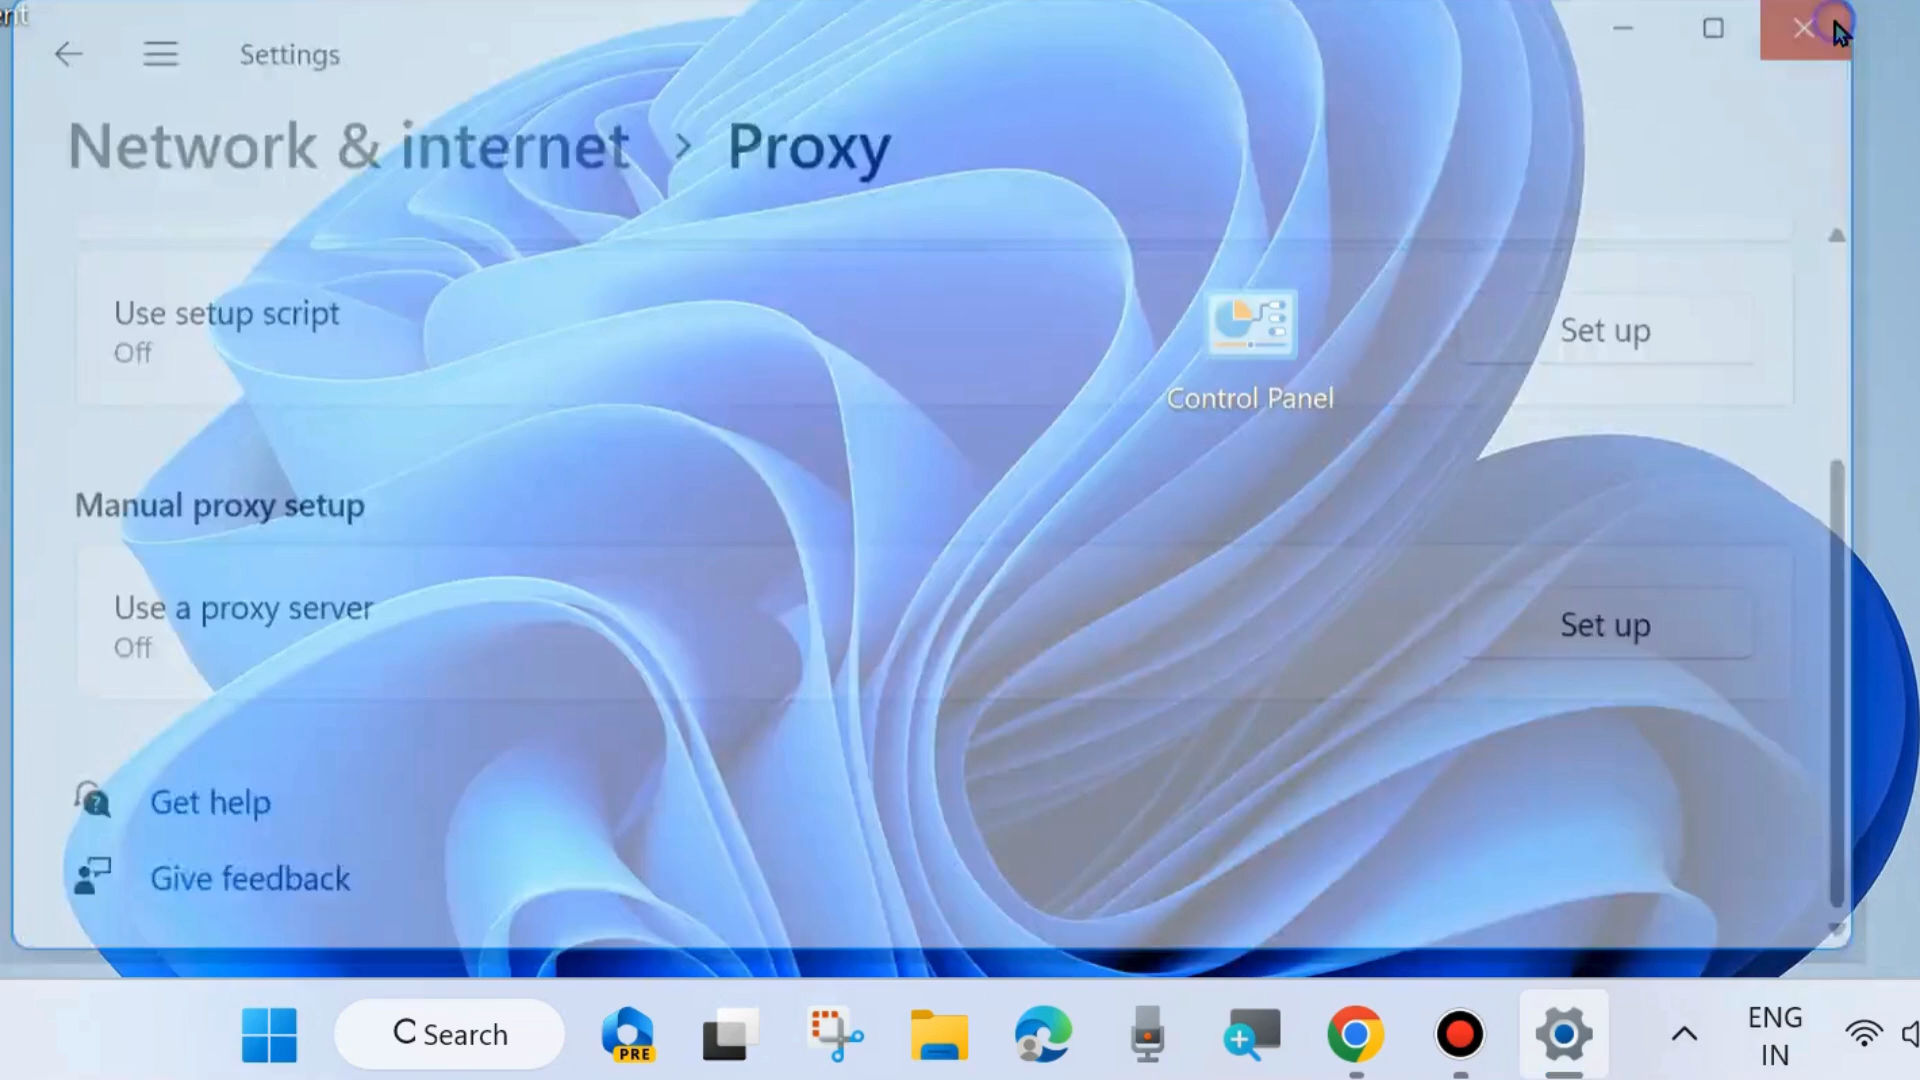 ent
Settings
Network & internet > Proxy
Use setup script
Off
Set up
Control Panel
Manual proxy setup
Use a proxy server
Off
Set up
Get help
Give feedback
Search
PRE
ENG
IN